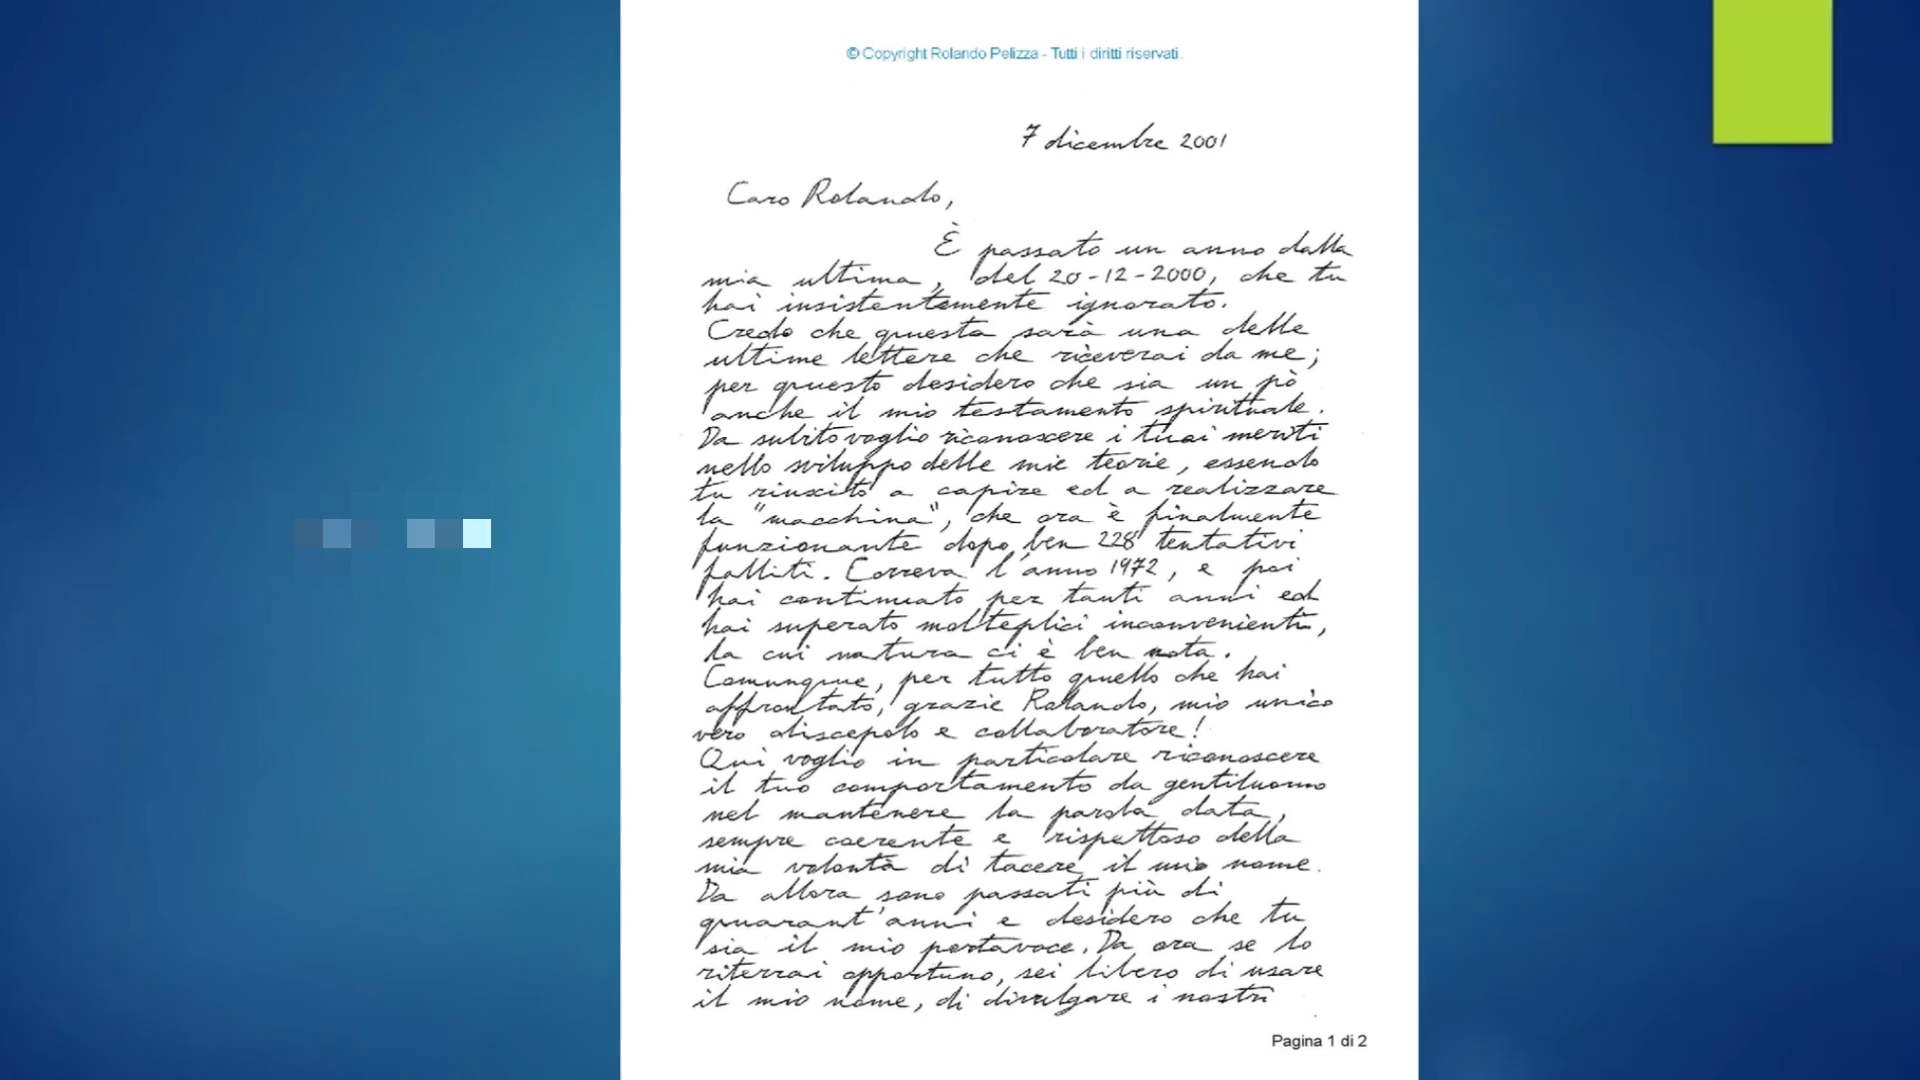 © Copyright Rolando Pelizza - Tutti i diritti riservati.
7 dicembre 2001
Caro Rolando,
È passato un anno dalla
mia ultima, del 20-12-2000, che tu
hai insistentemente ignorato.
Credo che questa sarà una delle
ultime lettere che riceverai da me;
per questo desidero che sia un pò
anche il mio testamento spirituale.
Da subito voglio riconoscere i tuoi meriti
nello sviluppo delle mie teorie, essendo
tu riuscito a capire ed a realizzare
la "macchina", che ora è finalmente
funzionante dopo ben 228 tentativi
falliti. Correva l'anno 1972, e poi
hai continuato per tanti anni ed
hai superato molteplici inconvenienti,
la cui natura ci è ben nota.
Comunque, per tutto quello che hai
affrontato, grazie Rolando, mio unico
vero discepolo e collaboratore!
Qui voglio in particolare riconoscere
il tuo comportamento da gentiluomo
nel mantenere la parola data,
sempre coerente e rispettoso della
mia volontà di tacere il mio nome.
Da allora sono passati più di
quarant'anni e desidero che tu
sia il mio portavoce. Da ora se lo
riterrai opportuno, sei libero di usare
il mio nome, di divulgare i nostri
Pagina 1 di 2